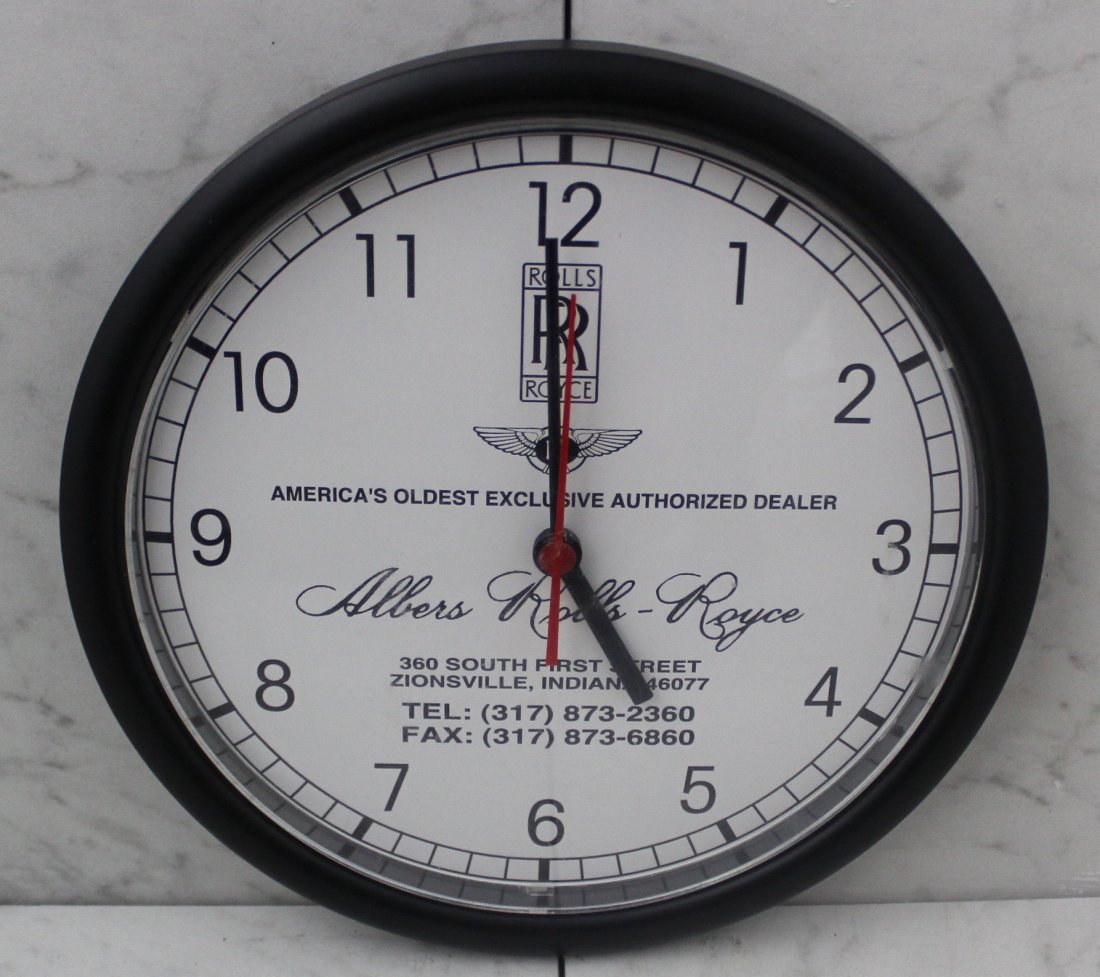 12
11
1
ROLLS
RR
ROYCE
10
2
AMERICA'S OLDEST EXCLUSIVE AUTHORIZED DEALER
9
3
Albers Rolls-Royce
360 SOUTH FIRST STREET
8
ZIONSVILLE, INDIANA 46077
4
TEL: (317) 873-2360
FAX: (317) 873-6860
7
5
6